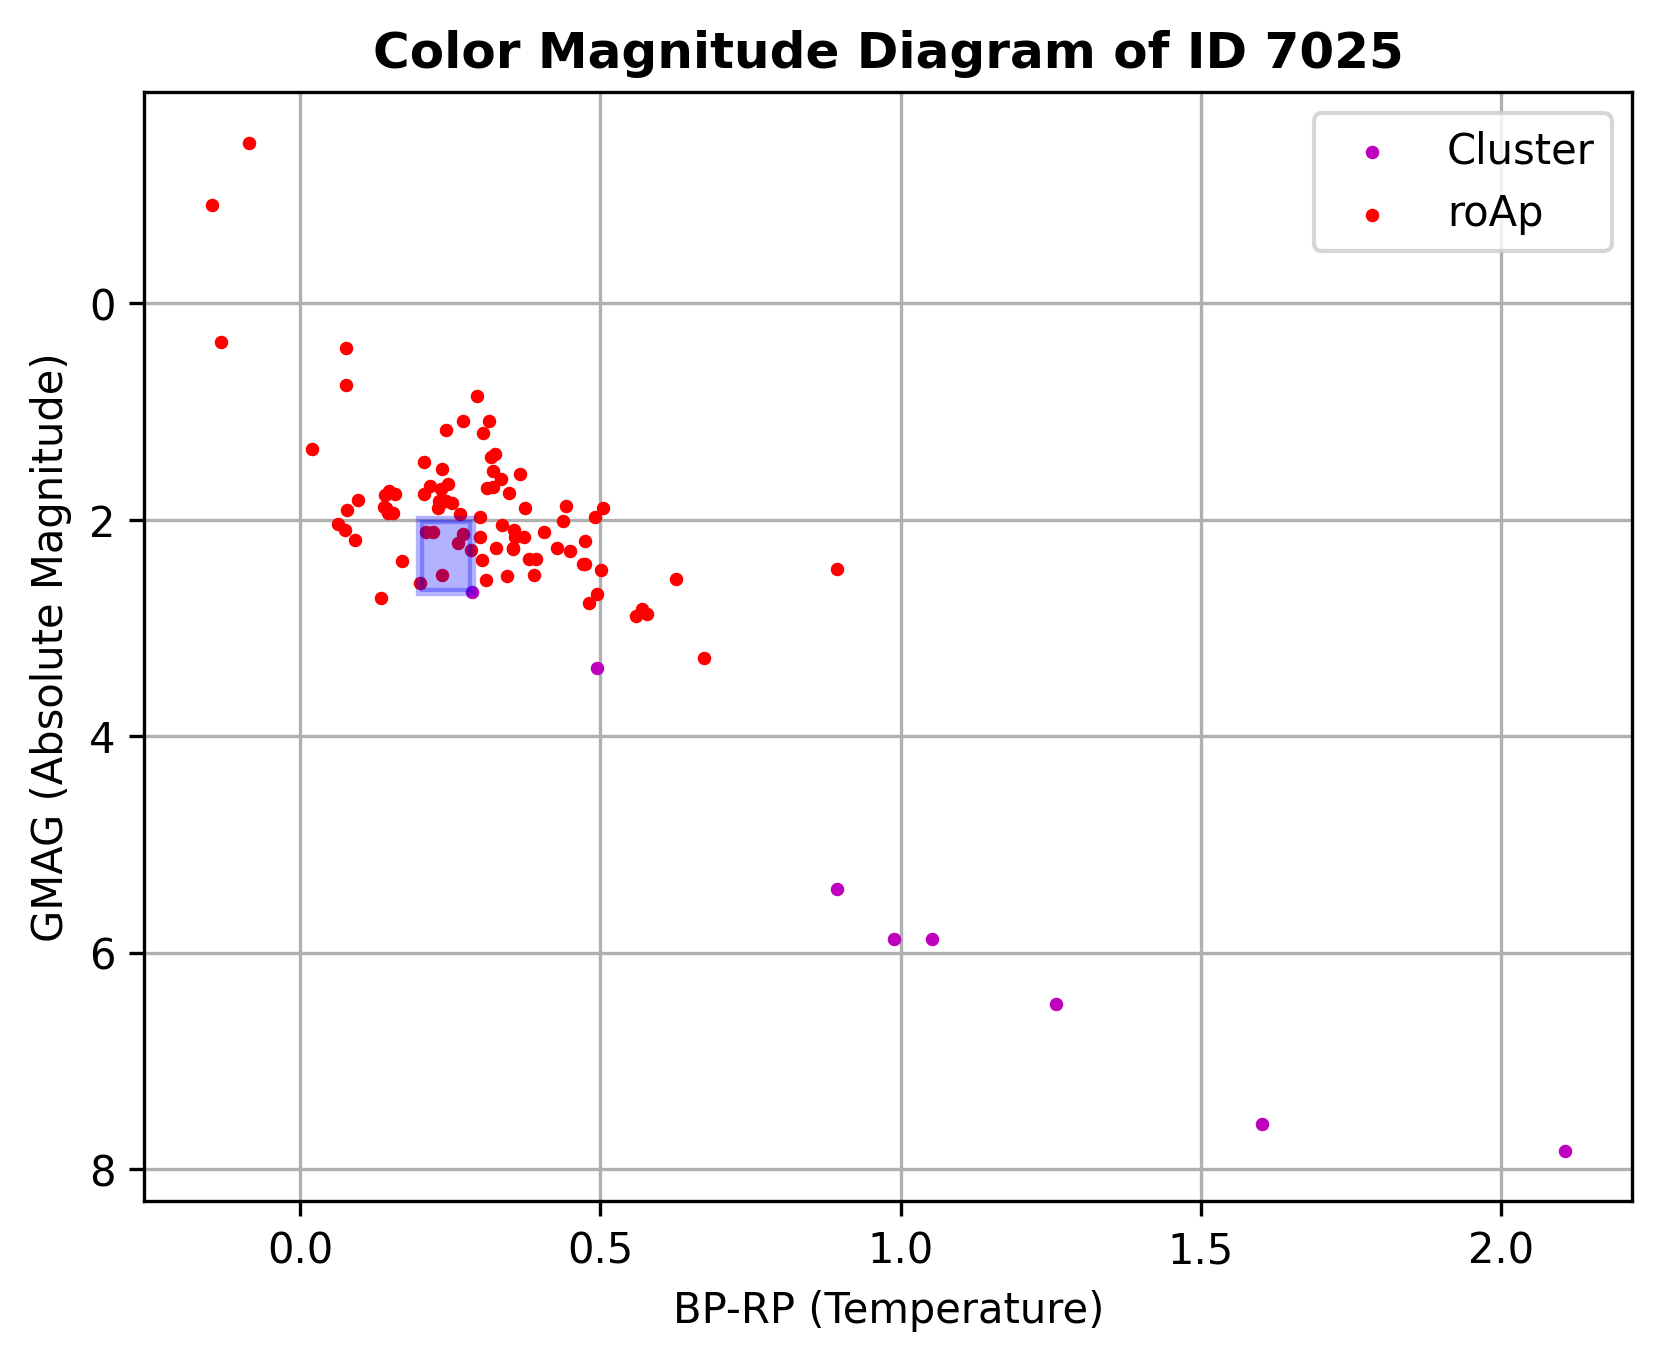 Color Magnitude Diagram of ID 7025
Cluster
roAp
GMAG (Absolute Magnitude)
0
2
4
6
8
0.0 0.5 1.0 1.5 2.0
BP-RP (Temperature)